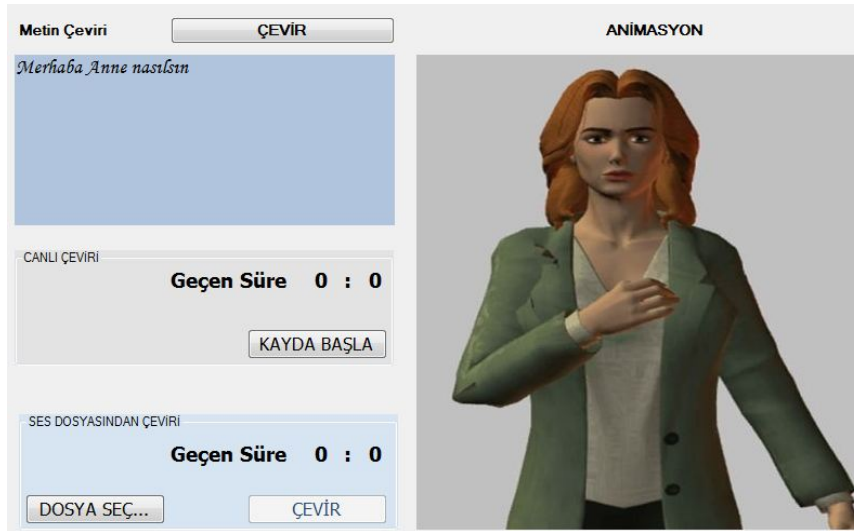 Metin Çeviri
ÇEVİR
ANİMASYON
Merhaba Anne nasılsın
CANLI ÇEVİRİ
Geçen Süre 0 : 0
KAYDA BAŞLA
SES DOSYASINDAN ÇEVİRİ
Geçen Süre 0 : 0
DOSYA SEÇ...
ÇEVİR